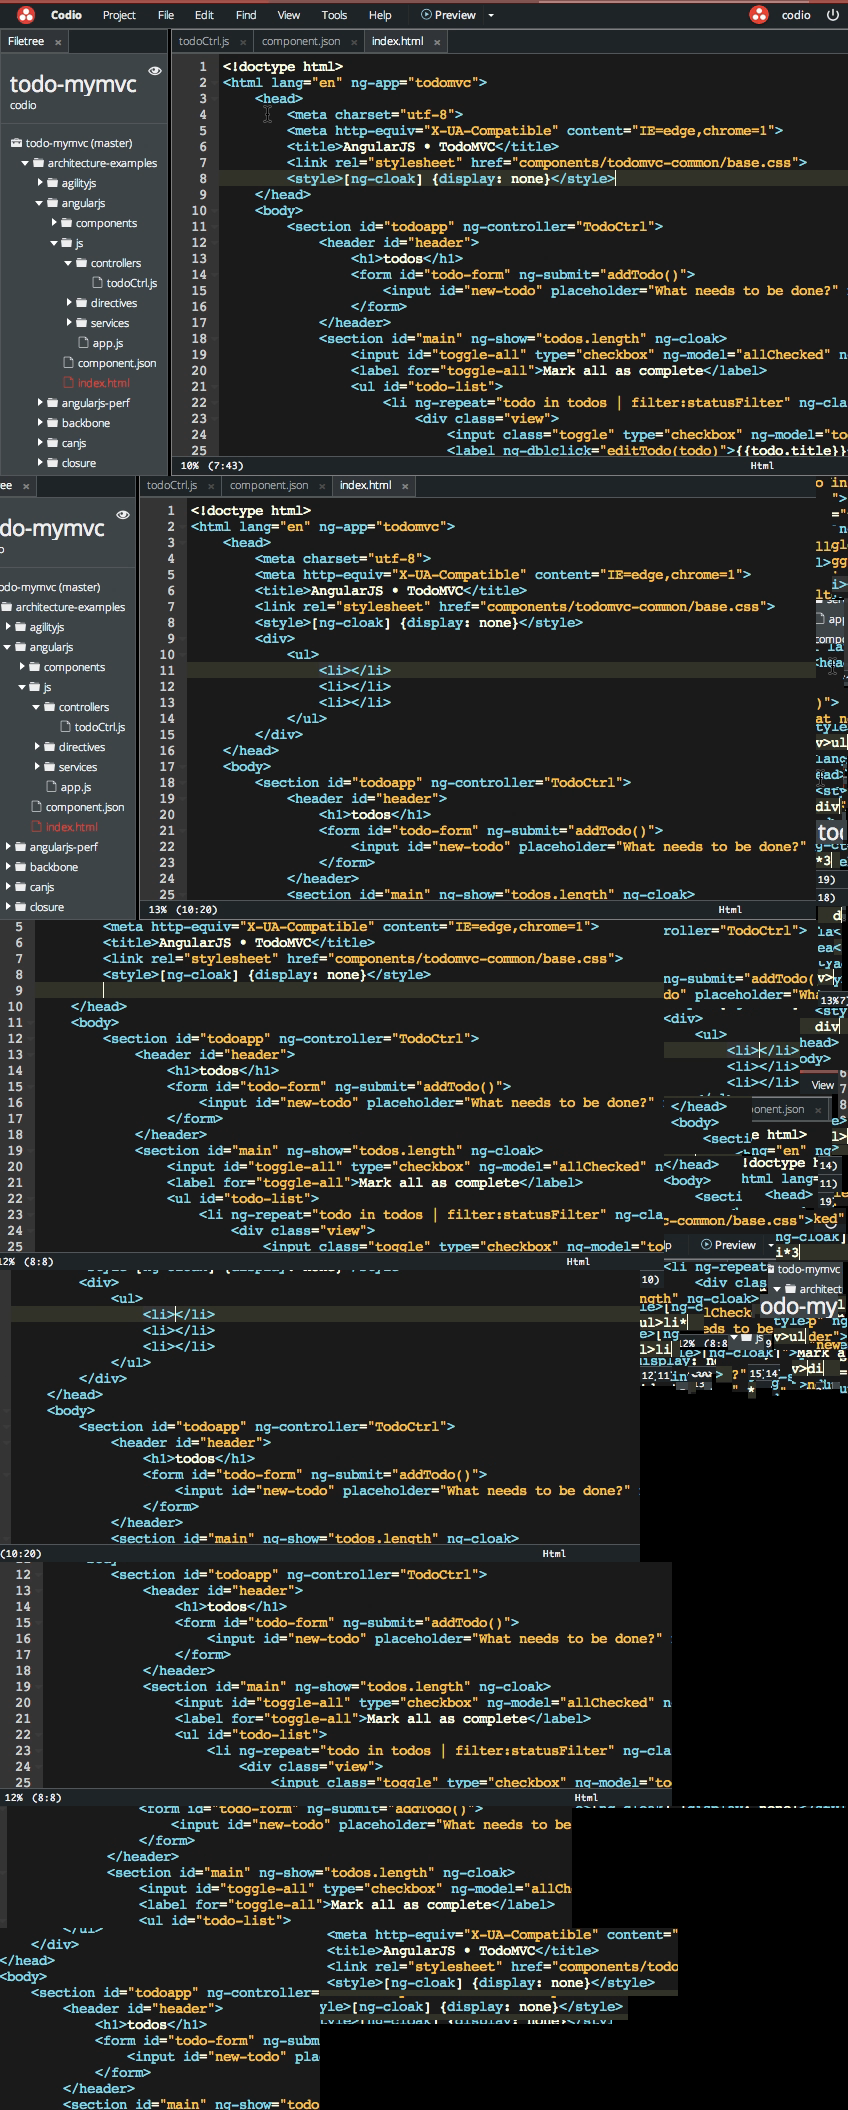 Codio Project File Edit Find View Tools Help Preview codio
Filetree × todoCtrl.js × component.json × index.html ×
todo-mymvc
codio
todo-mymvc (master)
architecture-examples
agilityjs
angularjs
components
js
controllers
todoCtrl.js
directives
services
app.js
component.json
index.html
angularjs-perf
backbone
canjs
closure
1 <!doctype html>
2 <html lang="en" ng-app="todomvc">
3 <head>
4 <meta charset="utf-8">
5 <meta http-equiv="X-UA-Compatible" content="IE=edge,chrome=1">
6 <title>AngularJS • TodoMVC</title>
7 <link rel="stylesheet" href="components/todomvc-common/base.css">
8 <style>[ng-cloak] {display: none}</style>
9 </head>
10 <body>
11 <section id="todoapp" ng-controller="TodoCtrl">
12 <header id="header">
13 <h1>todos</h1>
14 <form id="todo-form" ng-submit="addTodo()">
15 <input id="new-todo" placeholder="What needs to be done?"
16 </form>
17 </header>
18 <section id="main" ng-show="todos.length" ng-cloak>
19 <input id="toggle-all" type="checkbox" ng-model="allChecked"
20 <label for="toggle-all">Mark all as complete</label>
21 <ul id="todo-list">
22 <li ng-repeat="todo in todos | filter:statusFilter" ng-cla
23 <div class="view">
24 <input class="toggle" type="checkbox" ng-model="to
25 <label ng-dblclick="editTodo(todo)">{{todo.title}}
10% (7:43) Html
ee × todoCtrl.js × component.json × index.html ×
do-mymvc
odo-mymvc (master)
architecture-examples
agilityjs
angularjs
components
js
controllers
todoCtrl.js
directives
services
app.js
component.json
index.html
angularjs-perf
backbone
canjs
closure
1 <!doctype html>
2 <html lang="en" ng-app="todomvc">
3 <head>
4 <meta charset="utf-8">
5 <meta http-equiv="X-UA-Compatible" content="IE=edge,chrome=1">
6 <title>AngularJS • TodoMVC</title>
7 <link rel="stylesheet" href="components/todomvc-common/base.css">
8 <style>[ng-cloak] {display: none}</style>
9 <div>
10 <ul>
11 <li></li>
12 <li></li>
13 <li></li>
14 </ul>
15 </div>
16 </head>
17 <body>
18 <section id="todoapp" ng-controller="TodoCtrl">
19 <header id="header">
20 <h1>todos</h1>
21 <form id="todo-form" ng-submit="addTodo()">
22 <input id="new-todo" placeholder="What needs to be done?"
23 </form>
24 </header>
25 <section id="main" ng-show="todos.length" ng-cloak>
13% (10:20) Html
5 <meta http-equiv="X-UA-Compatible" content="IE=edge,chrome=1">
6 <title>AngularJS • TodoMVC</title>
7 <link rel="stylesheet" href="components/todomvc-common/base.css">
8 <style>[ng-cloak] {display: none}</style>
9
10 </head>
11 <body>
12 <section id="todoapp" ng-controller="TodoCtrl">
13 <header id="header">
14 <h1>todos</h1>
15 <form id="todo-form" ng-submit="addTodo()">
16 <input id="new-todo" placeholder="What needs to be done?"
17 </form>
18 </header>
19 <section id="main" ng-show="todos.length" ng-cloak>
20 <input id="toggle-all" type="checkbox" ng-model="allChecked" n
21 <label for="toggle-all">Mark all as complete</label>
22 <ul id="todo-list">
23 <li ng-repeat="todo in todos | filter:statusFilter" ng-cla
24 <div class="view">
25 <input class="toggle" type="checkbox" ng-model="to
12% (8:8) Html
<div>
<ul>
<li></li>
<li></li>
<li></li>
</ul>
</div>
</head>
<body>
<section id="todoapp" ng-controller="TodoCtrl">
<header id="header">
<h1>todos</h1>
<form id="todo-form" ng-submit="addTodo()">
<input id="new-todo" placeholder="What needs to be done?"
</form>
</header>
<section id="main" ng-show="todos.length" ng-cloak>
(10:20) Html
12 <section id="todoapp" ng-controller="TodoCtrl">
13 <header id="header">
14 <h1>todos</h1>
15 <form id="todo-form" ng-submit="addTodo()">
16 <input id="new-todo" placeholder="What needs to be done?"
17 </form>
18 </header>
19 <section id="main" ng-show="todos.length" ng-cloak>
20 <input id="toggle-all" type="checkbox" ng-model="allChecked" n
21 <label for="toggle-all">Mark all as complete</label>
22 <ul id="todo-list">
23 <li ng-repeat="todo in todos | filter:statusFilter" ng-cla
24 <div class="view">
25 <input class="toggle" type="checkbox" ng-model="to
12% (8:8) Html
<form id="todo-form" ng-submit="addTodo()">
<input id="new-todo" placeholder="What needs to be
</form>
</header>
<section id="main" ng-show="todos.length" ng-cloak>
<input id="toggle-all" type="checkbox" ng-model="allCh
<label for="toggle-all">Mark all as complete</label>
<ul id="todo-list">
</div>
</head>
<body>
<section id="todoapp" ng-controller=
<header id="header">
<h1>todos</h1>
<form id="todo-form" ng-subm
<input id="new-todo" pla
</form>
</header>
<section id="main" ng-show="todo
<meta http-equiv="X-UA-Compatible" content="
<title>AngularJS • TodoMVC</title>
<link rel="stylesheet" href="components/todo
<style>[ng-cloak] {display: none}</style>
yle>[ng-cloak] {display: none}</style>